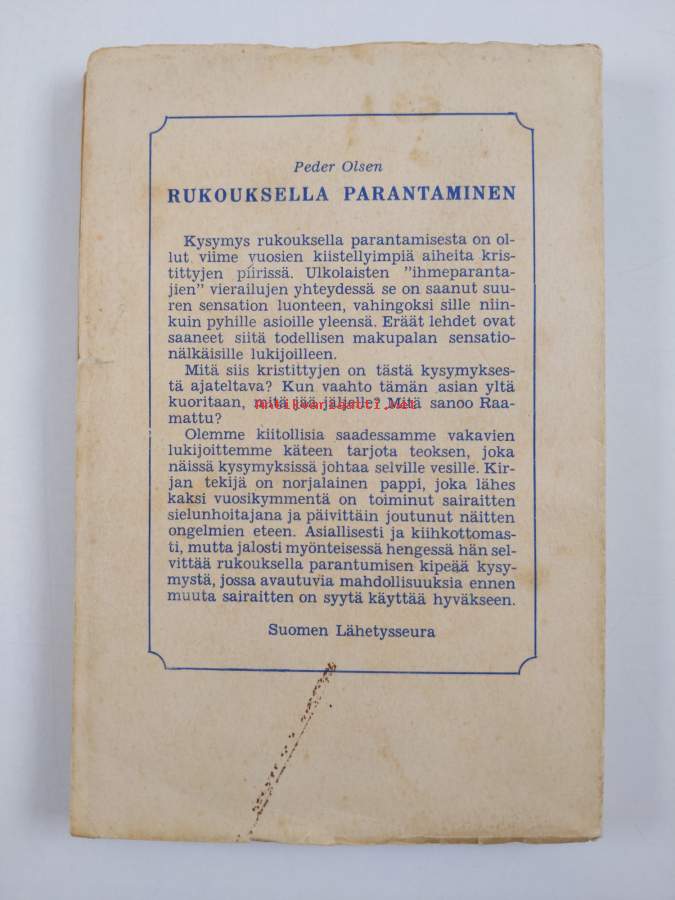 Peder Olsen
RUKOUKSELLA PARANTAMINEN
Kysymys rukouksella parantamisesta on ol-
lut viime vuosien kiistellyimpiä aiheita kris-
tittyjen piirissä. Ulkolaisten "ihmeparanta-
jien" vierailujen yhteydessä se on saanut suu-
ren sensation luonteen, vahingoksi sille niin-
kuin pyhille asioille yleensä. Eräät lehdet ovat
saaneet siitä todellisen makupalan sensatio-
nälkäisille lukijoilleen.
Mitä siis kristittyjen on tästä kysymykses-
tä ajateltava? Kun vaahto tämän asian yltä
kuoritaan, mitä jää jäljelle? Mitä sanoo Raa-
mattu?
Olemme kiitollisia saadessamme vakavien
lukijoittemme käteen tarjota teoksen, joka
näissä kysymyksissä johtaa selville vesille. Kir-
jan tekijä on norjalainen pappi, joka lähes
kaksi vuosikymmentä on toiminut sairaitten
sielunhoitajana ja päivittäin joutunut näitten
ongelmien eteen. Asiallisesti ja kiihkottomas-
ti, mutta jalosti myönteisessä hengessä hän sel-
vittää rukouksella parantumisen kipeää kysy-
mystä, jossa avautuvia mahdollisuuksia ennen
muuta sairaitten on syytä käyttää hyväkseen.
Suomen Lähetysseura